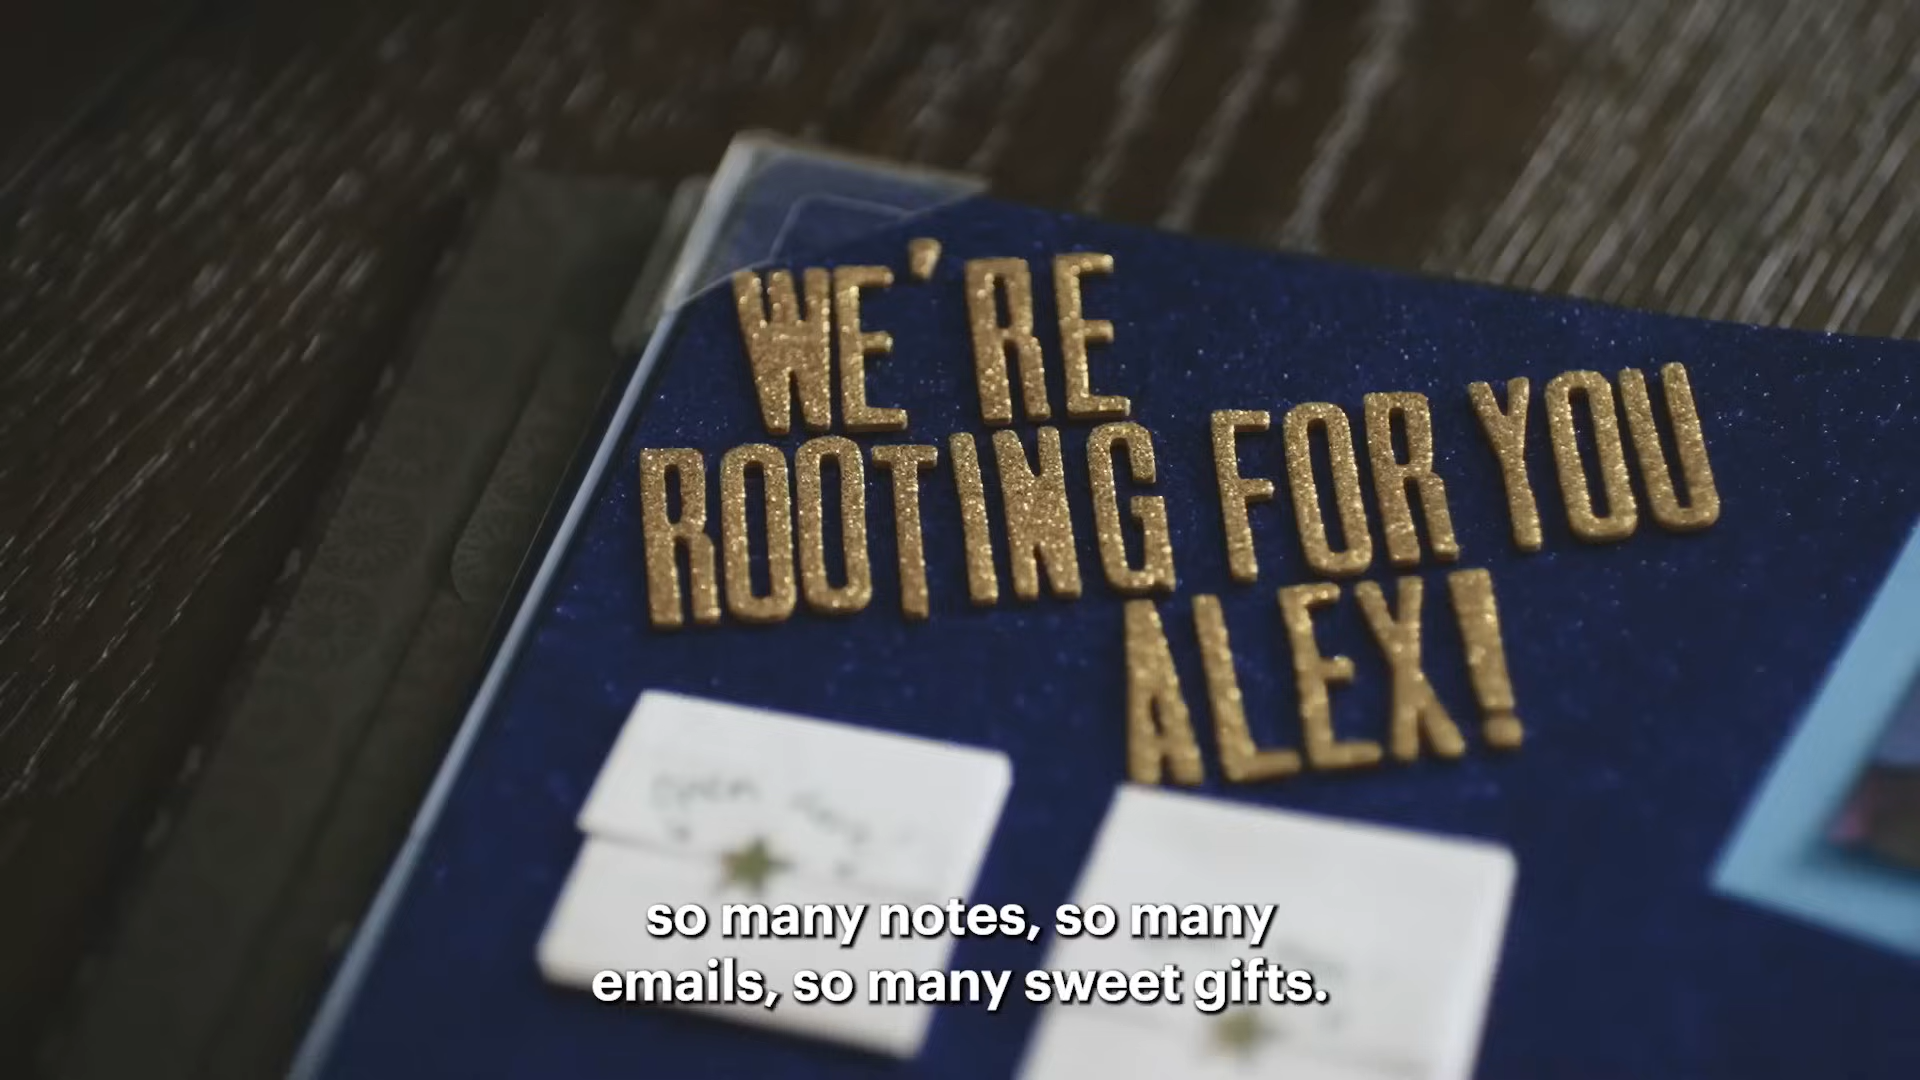 WE'RE
ROOTING FOR YOU
ALEX!
so many notes, so many
emails, so many sweet gifts.